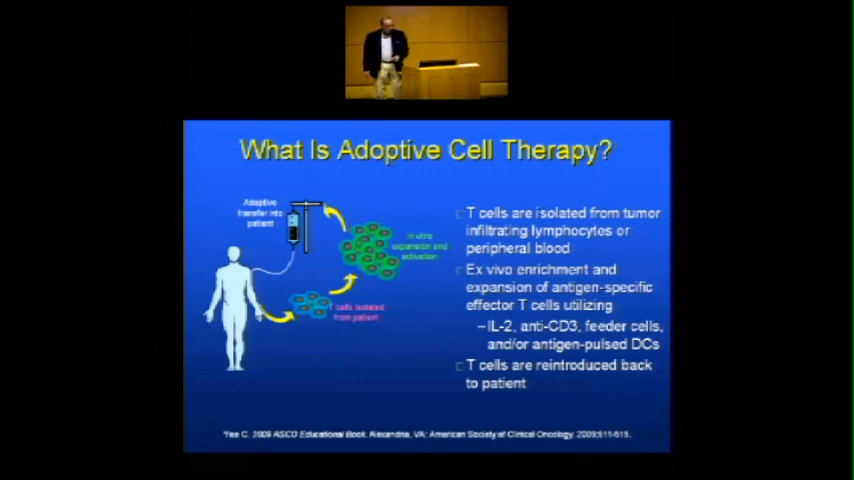 What Is Adoptive Cell Therapy?
Adoptive
transfer into
patient
In vitro
expansion and
activation
T cells isolated
from patient
T cells are isolated from tumor
infiltrating lymphocytes or
peripheral blood
Ex vivo enrichment and
expansion of antigen-specific
effector T cells utilizing
–IL-2, anti-CD3, feeder cells,
and/or antigen-pulsed DCs
T cells are reintroduced back
to patient
Yee C. 2009 ASCO Educational Book. Alexandria, VA: American Society of Clinical Oncology, 2009;511-515.